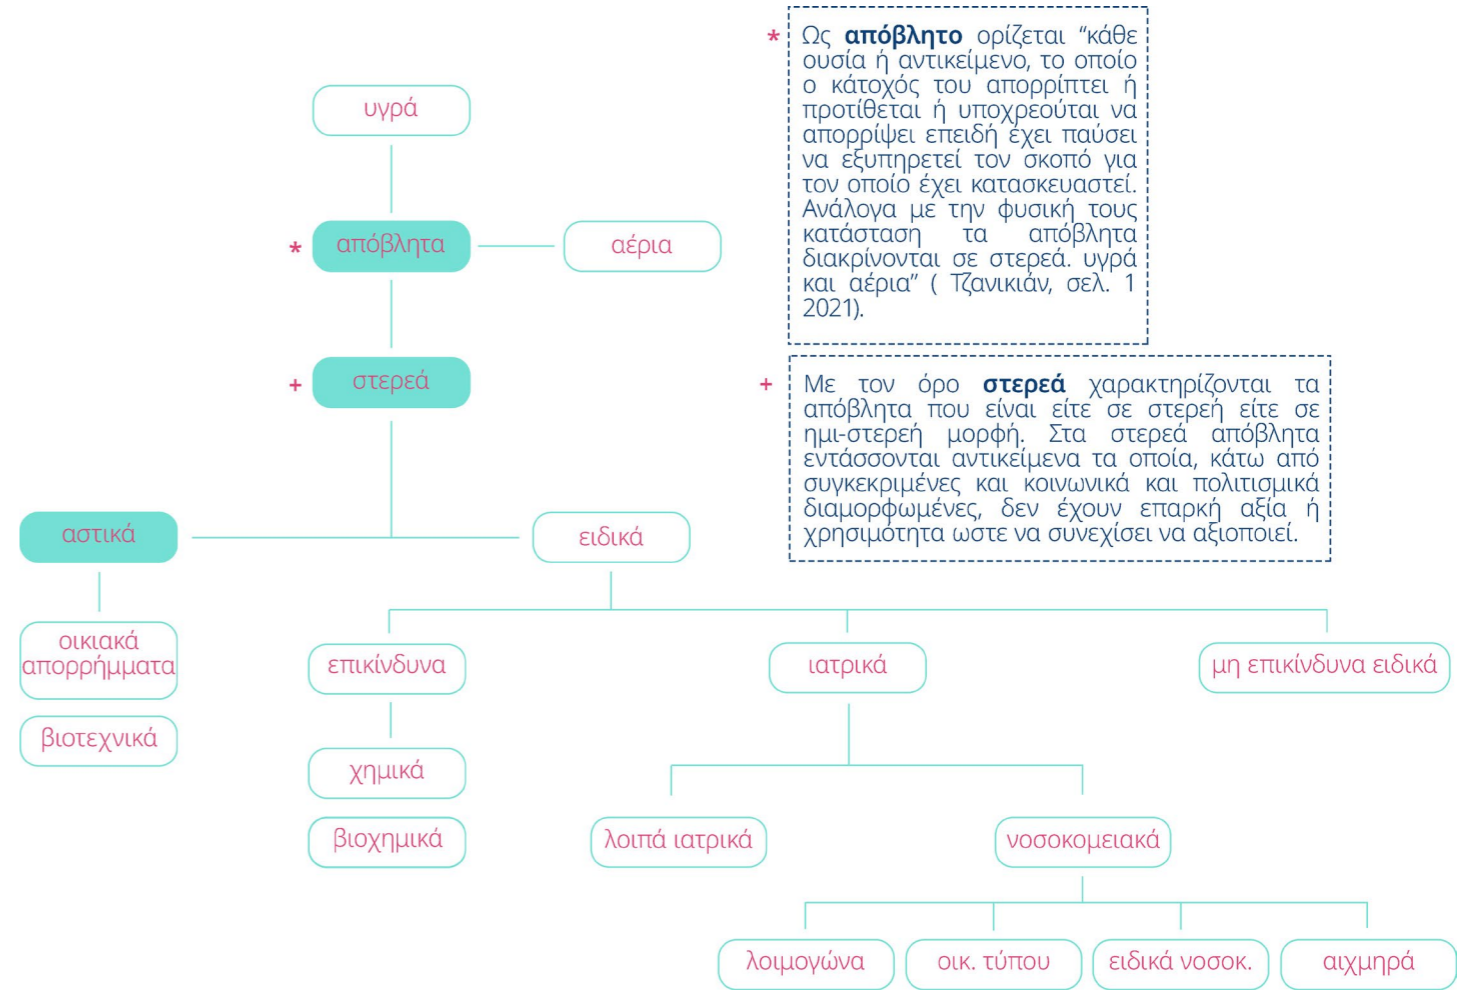 * Ως απόβλητο ορίζεται “κάθε
ουσία ή αντικείμενο, το οποίο
ο κάτοχός του απορρίπτει ή
προτίθεται ή υποχρεούται να
απορρίψει επειδή έχει παύσει
να εξυπηρετεί τον σκοπό για
τον οποίο έχει κατασκευαστεί.
Ανάλογα με την φυσική τους
κατάσταση τα απόβλητα
διακρίνονται σε στερεά. υγρά
και αέρια” ( Τζανικιάν, σελ. 1
2021).
υγρά
* απόβλητα
αέρια
+ στερεά
+ Με τον όρο στερεά χαρακτηρίζονται τα
απόβλητα που είναι είτε σε στερεή είτε σε
ημι-στερεή μορφή. Στα στερεά απόβλητα
εντάσσονται αντικείμενα τα οποία, κάτω από
συγκεκριμένες και κοινωνικά και πολιτισμικά
διαμορφωμένες, δεν έχουν επαρκή αξία ή
χρησιμότητα ωστε να συνεχίσει να αξιοποιεί.
αστικά
ειδικά
οικιακά
απορρήμματα
βιοτεχνικά
επικίνδυνα
ιατρικά
μη επικίνδυνα ειδικά
χημικά
βιοχημικά
λοιπά ιατρικά
νοσοκομειακά
λοιμογώνα
οικ. τύπου
ειδικά νοσοκ.
αιχμηρά